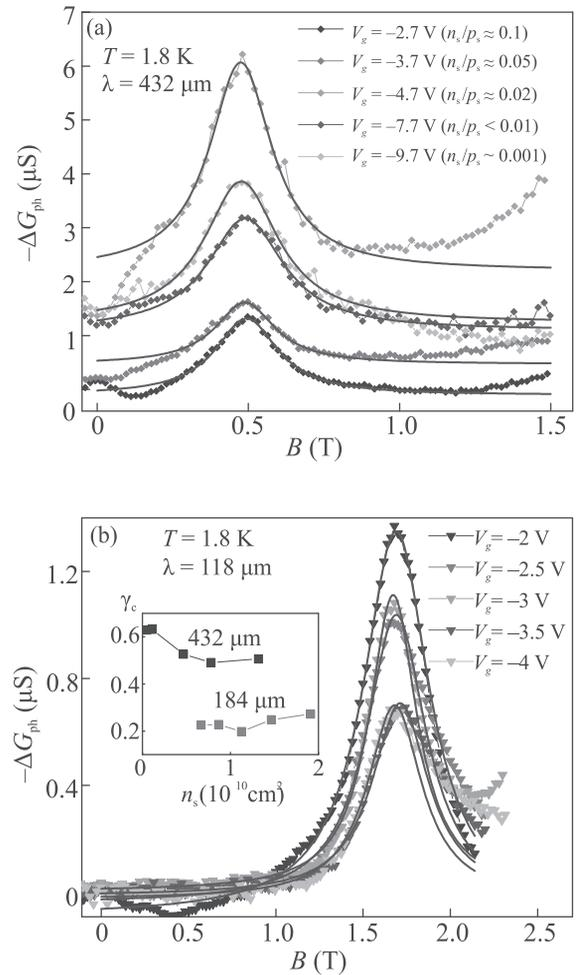 (a)
T = 1.8 K
λ = 432 μm
V_g = –2.7 V (n_s/p_s ≈ 0.1)
V_g = –3.7 V (n_s/p_s ≈ 0.05)
V_g = –4.7 V (n_s/p_s ≈ 0.02)
V_g = –7.7 V (n_s/p_s < 0.01)
V_g = –9.7 V (n_s/p_s ~ 0.001)
–ΔG_ph (μS)
7
6
5
4
3
2
1
0
0 0.5 1.0 1.5
B (T)
(b)
T = 1.8 K
λ = 118 μm
V_g = –2 V
V_g = –2.5 V
V_g = –3 V
V_g = –3.5 V
V_g = –4 V
–ΔG_ph (μS)
1.2
0.8
0.4
0
γ_c
0.6
0.4
0.2
432 μm
184 μm
0 1 2
n_s (10^10 cm^2)
0 0.5 1.0 1.5 2.0 2.5
B (T)